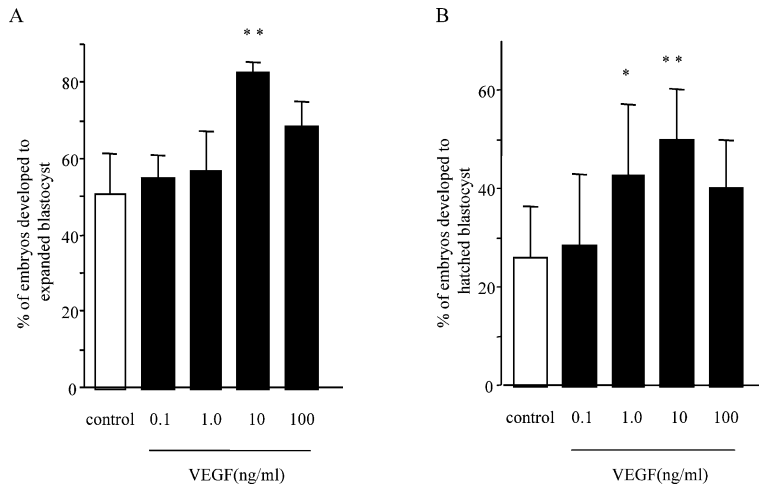 A
% of embryos developed to
expanded blastocyst
80
60
40
20
0
* *
control 0.1 1.0 10 100
VEGF(ng/ml)
B
% of embryos developed to
hatched blastocyst
60
40
20
0
*
* *
control 0.1 1.0 10 100
VEGF(ng/ml)